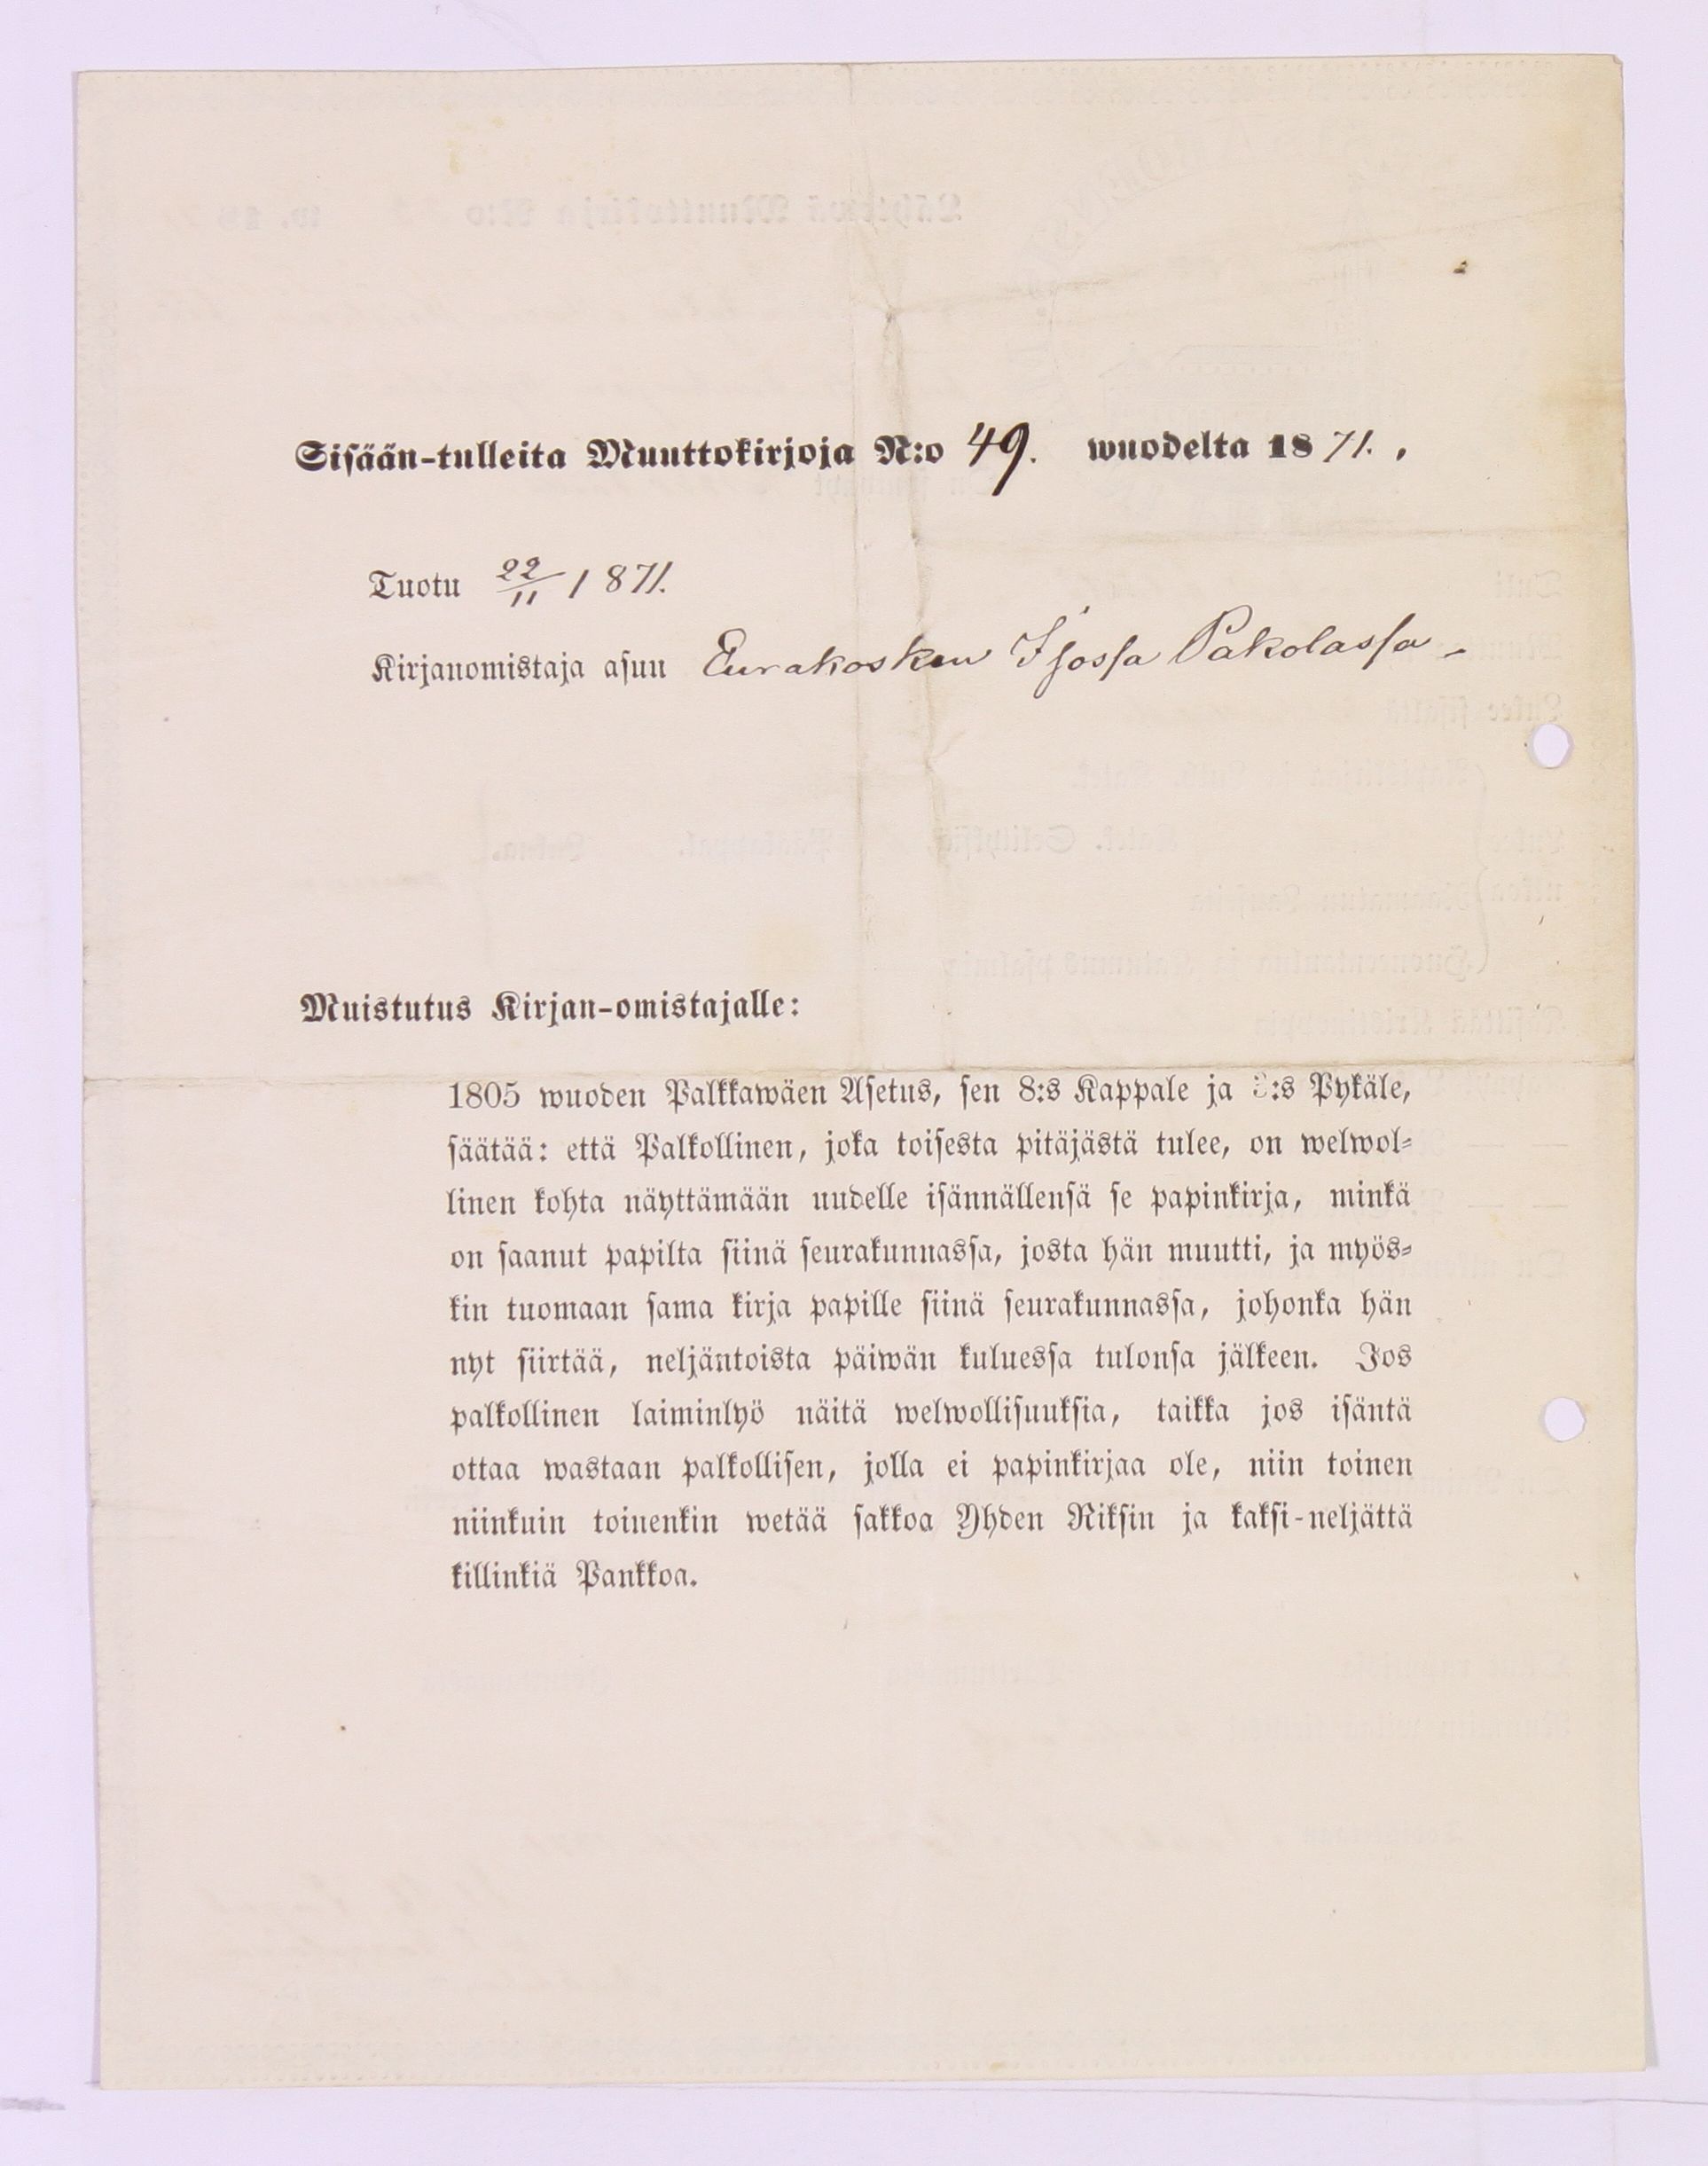 Sisään-tulleita Muuttokirjoja N:o 49. wuodelta 1871.,
Tuotu 22/11 1871.
Kirjanomistaja asuu Eurakosken Isossa Pakolassa
Muistutus Kirjan-omistajalle:
1805 wuoden Palkkawäen Asetus, sen 8:s Kappale ja 3:s Pykäle,
säätää: että Palkollinen, joka toisesta pitäjästä tulee, on welwol-
linen kohta näyttämään uudelle isännällensä se papinkirja, minkä
on saanut papilta siinä seurakunnassa, josta hän muutti, ja myös-
kin tuomaan sama kirja papille siinä seurakunnassa, johonka hän
nyt siirtää, neljäntoista päiwän kuluessa tulonsa jälkeen. Jos
palkollinen laiminlyö näitä welwollisuuksia, taikka jos isäntä
ottaa wastaan palkollisen, jolla ei papinkirjaa ole, niin toinen
niinkuin toinenkin wetää sakkoa Yhden Riksin ja kaksi-neljättä
killinkiä Pankkoa.